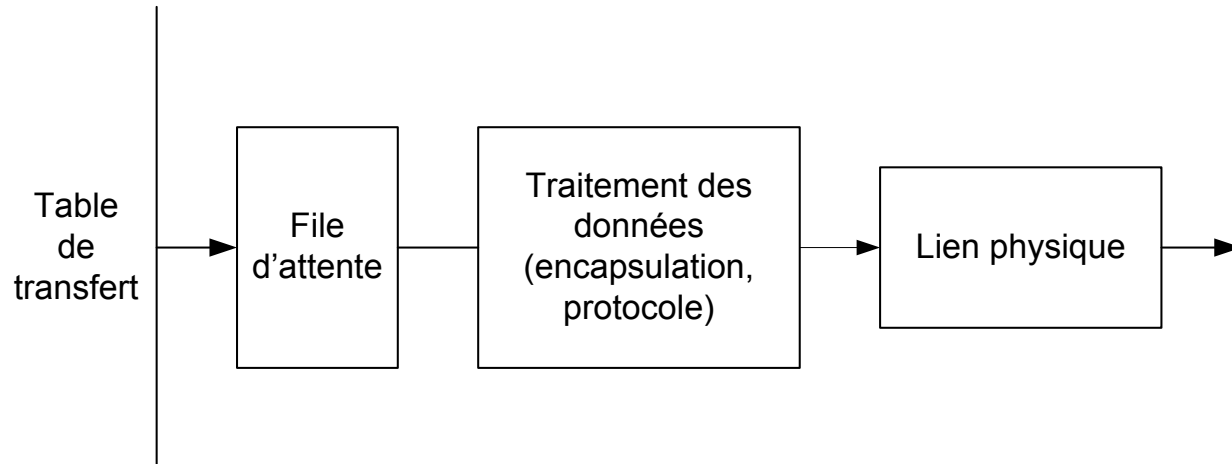 Table
de
transfert
File
d’attente
Traitement des
données
(encapsulation,
protocole)
Lien physique